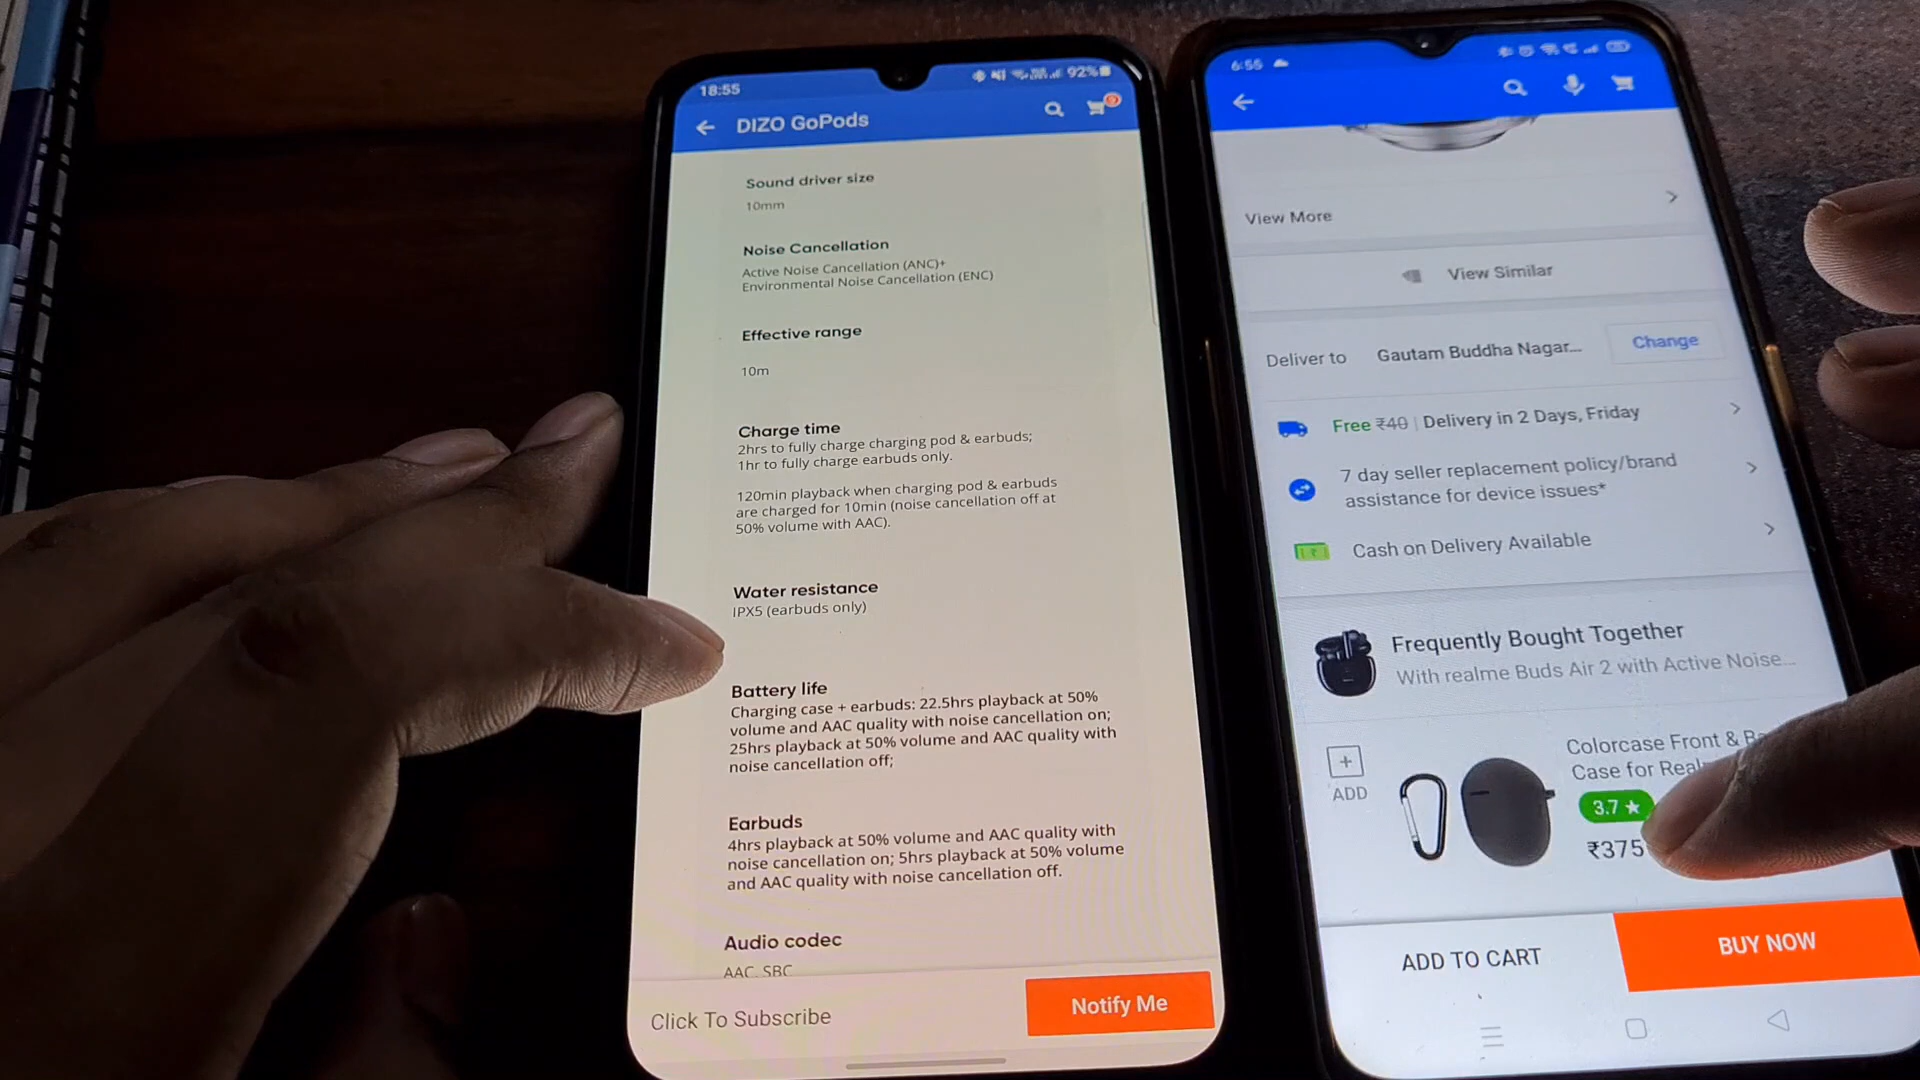 18:55
92%
DIZO GoPods
Sound driver size
10mm
Noise Cancellation
Active Noise Cancellation (ANC)+
Environmental Noise Cancellation (ENC)
Effective range
10m
Charge time
2hrs to fully charge charging pod & earbuds;
1hr to fully charge earbuds only.
120min playback when charging pod & earbuds
are charged for 10min (noise cancellation off at
50% volume with AAC).
Water resistance
IPX5 (earbuds only)
Battery life
Charging case + earbuds: 22.5hrs playback at 50%
volume and AAC quality with noise cancellation on;
25hrs playback at 50% volume and AAC quality with
noise cancellation off;
Earbuds
4hrs playback at 50% volume and AAC quality with
noise cancellation on; 5hrs playback at 50% volume
and AAC quality with noise cancellation off.
Audio codec
AAC, SBC
Click To Subscribe
Notify Me
6:55
View More
View Similar
Deliver to Gautam Buddha Nagar... Change
Free ₹40 | Delivery in 2 Days, Friday
7 day seller replacement policy/brand
assistance for device issues*
Cash on Delivery Available
Frequently Bought Together
With realme Buds Air 2 with Active Noise...
ADD
Colorcase Front &
Case for
3.7 ★
₹375
ADD TO CART
BUY NOW